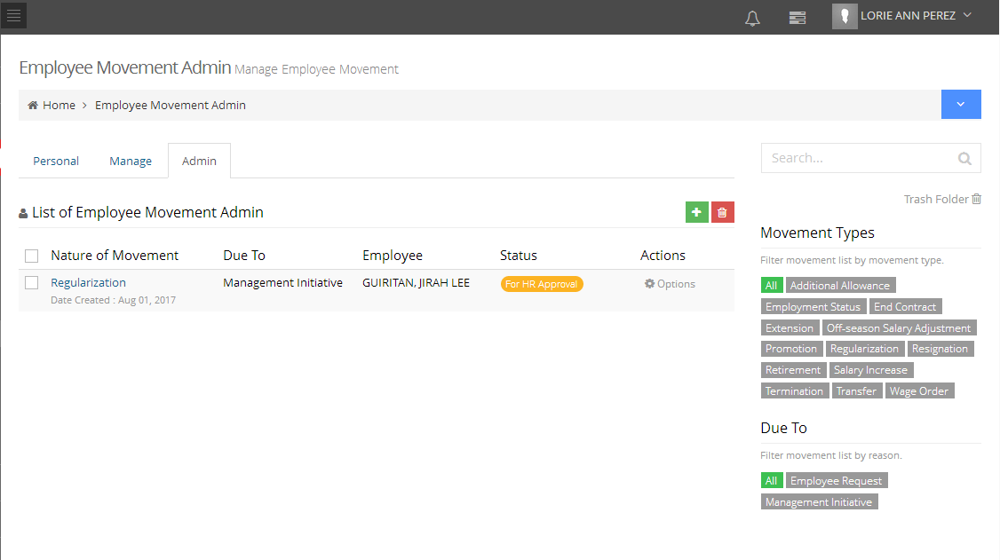 LORIE ANN PEREZ
Employee Movement Admin Manage Employee Movement
Home > Employee Movement Admin
Personal Manage Admin
Search...
Trash Folder
List of Employee Movement Admin
Nature of Movement Due To Employee Status Actions
Regularization Management Initiative GUIRITAN, JIRAH LEE For HR Approval Options
Date Created : Aug 01, 2017
Movement Types
Filter movement list by movement type.
All Additional Allowance
Employment Status End Contract
Extension Off-season Salary Adjustment
Promotion Regularization Resignation
Retirement Salary Increase
Termination Transfer Wage Order
Due To
Filter movement list by reason.
All Employee Request
Management Initiative